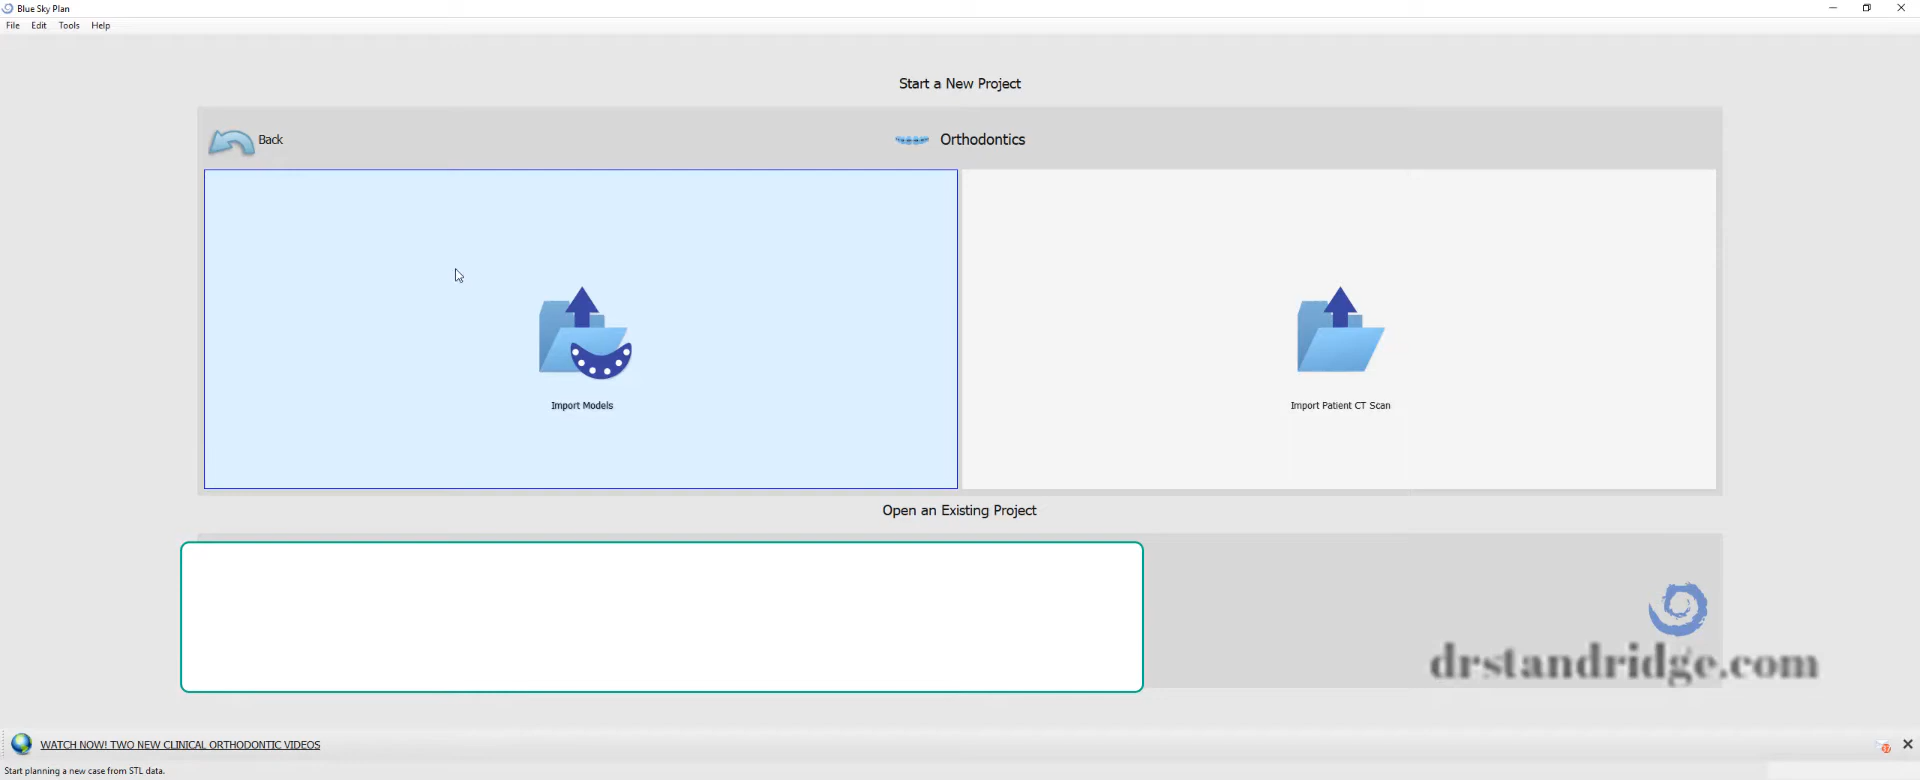 Blue Sky Plan
File Edit Tools Help
Start a New Project
Back
Orthodontics
Import Models
Import Patient CT Scan
Open an Existing Project
drstandridge.com
WATCH NOW! TWO NEW CLINICAL ORTHODONTIC VIDEOS
Start planning a new case from STL data.